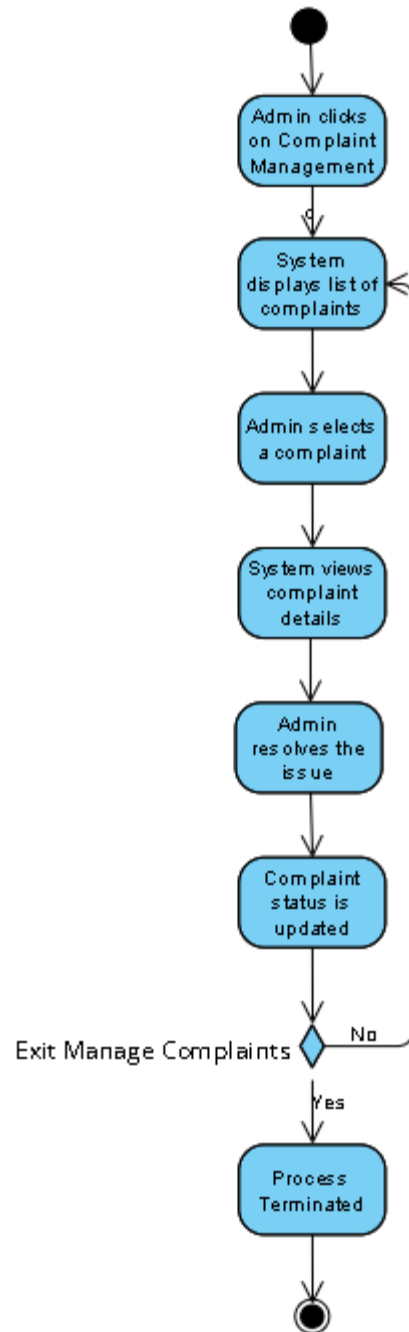 Admin clicks
on Complaint
Management
c
System
displays list of
complaints
Admin selects
a complaint
System views
complaint
details
Admin
resolves the
issue
Complaint
status is
updated
Exit Manage Complaints
No
Yes
Process
Terminated